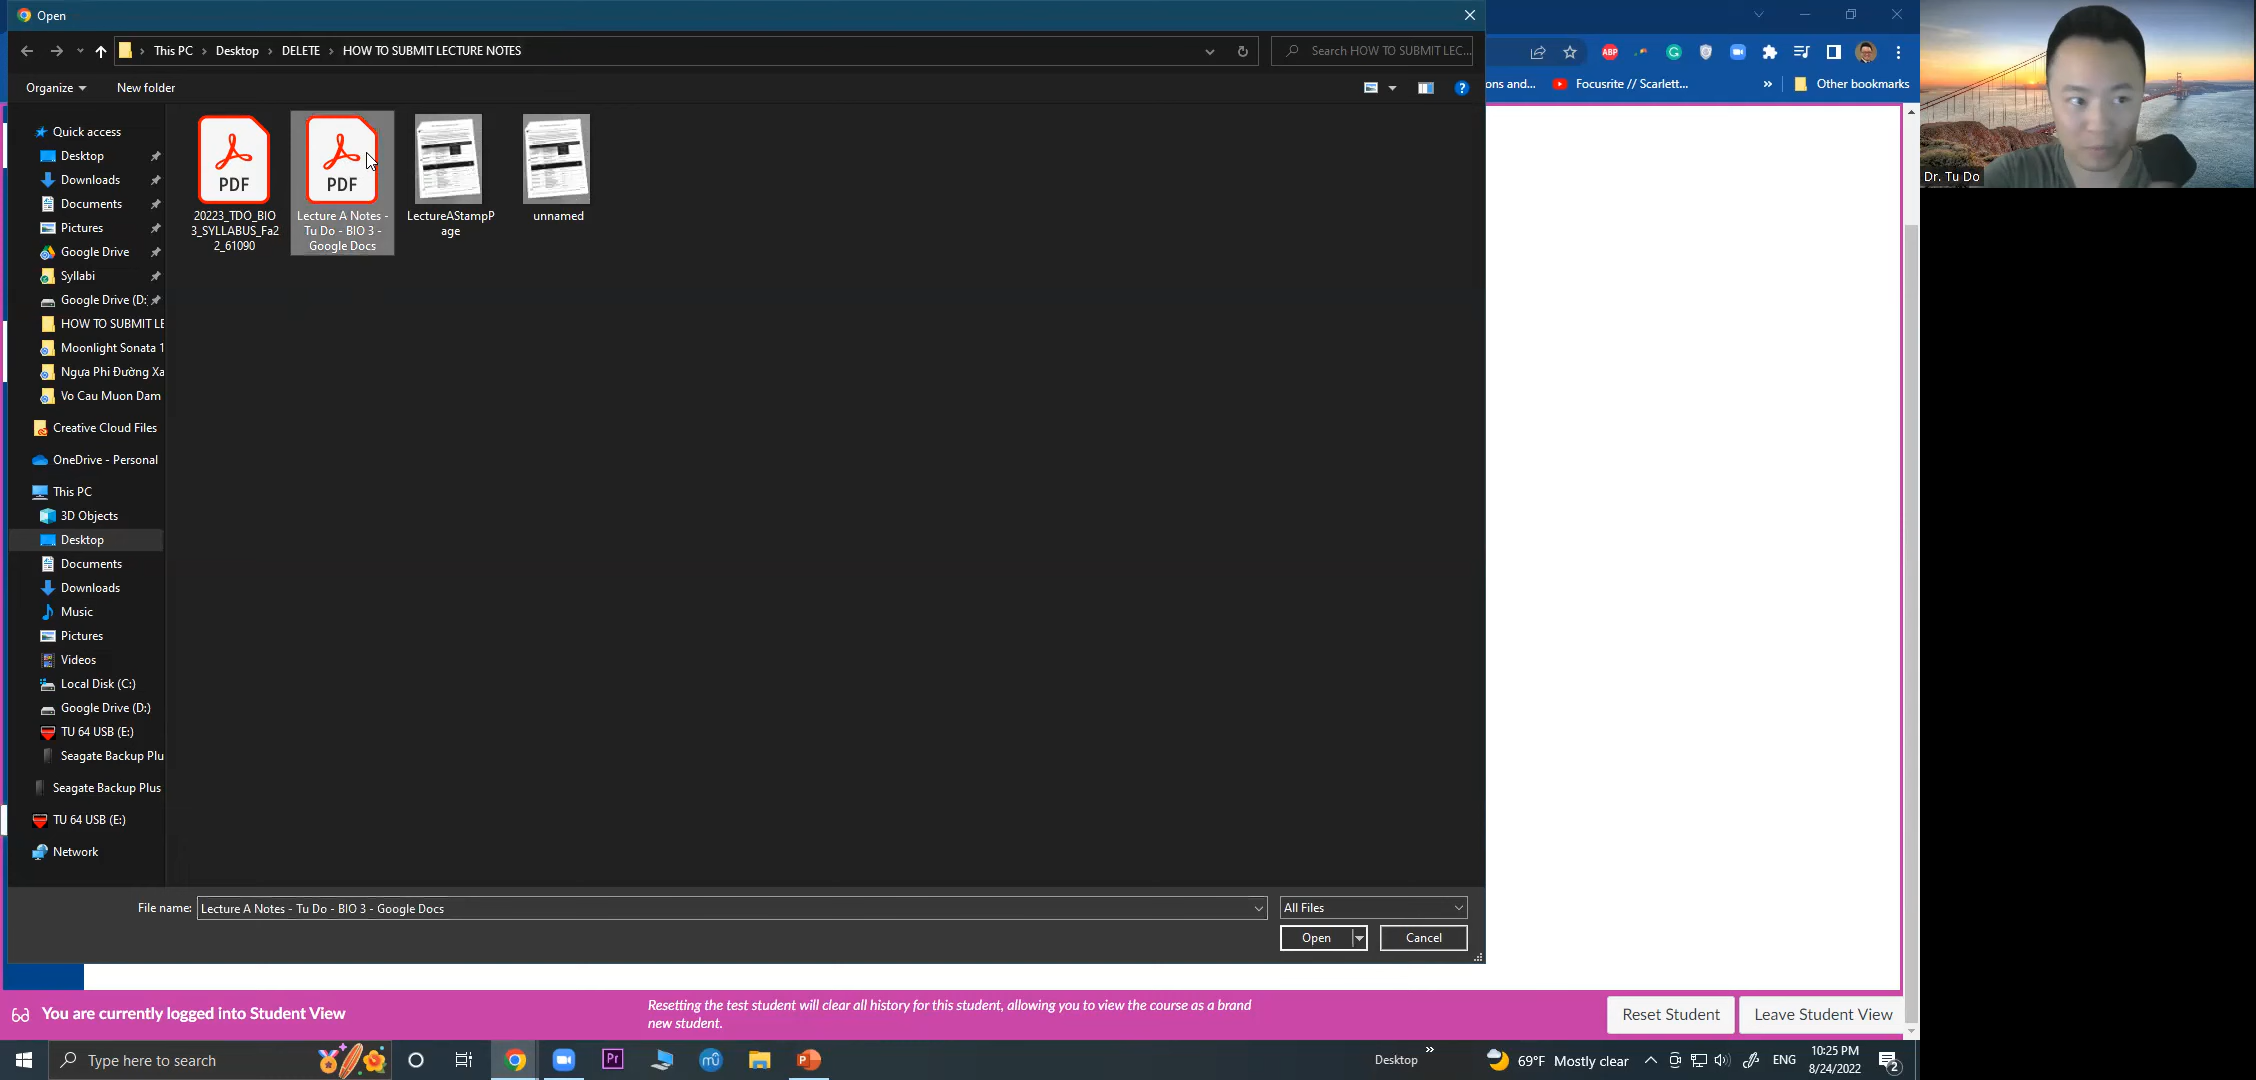 Open
This PC
Desktop
DELETE
HOW TO SUBMIT LECTURE NOTES
Search HOW TO SUBMIT LEC...
Organize
New folder
ons and...
Focusrite // Scarlett...
»
Other bookmarks
ABP
Dr. Tu Do
Quick access
Desktop
Downloads
Documents
Pictures
Google Drive
Syllabi
Google Drive (D:
HOW TO SUBMIT LE
Moonlight Sonata 1
Ngựa Phi Đường Xa
Vo Cau Muon Dam
Creative Cloud Files
OneDrive - Personal
This PC
3D Objects
Desktop
Documents
Downloads
Music
Pictures
Videos
Local Disk (C:)
Google Drive (D:)
TU 64 USB (E:)
Seagate Backup Plu
Seagate Backup Plus
TU 64 USB (E:)
Network
PDF
20223_TDO_BIO
3_SYLLABUS_Fa2
2_61090
PDF
Lecture A Notes -
Tu Do - BIO 3 -
Google Docs
LectureAStampP
age
unnamed
File name:
Lecture A Notes - Tu Do - BIO 3 - Google Docs
All Files
Open
Cancel
You are currently logged into Student View
Resetting the test student will clear all history for this student, allowing you to view the course as a brand
new student.
Reset Student
Leave Student View
Type here to search
Pr
Desktop
»
69°F Mostly clear
ENG
10:25 PM
8/24/2022
2